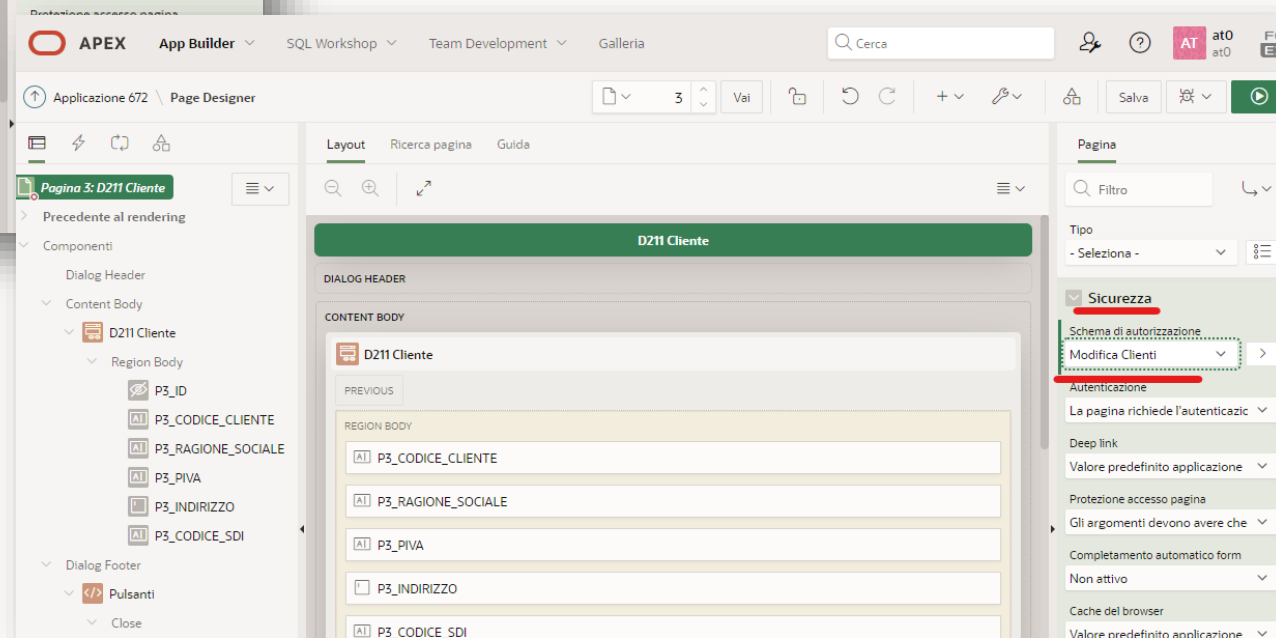 Protezione accesso pagina
APEX
App Builder
SQL Workshop
Team Development
Galleria
Cerca
AT
at0
at0
Applicazione 672 \ Page Designer
3
Vai
Salva
Pagina 3: D211 Cliente
Precedente al rendering
Componenti
Dialog Header
Content Body
D211 Cliente
Region Body
P3_ID
P3_CODICE_CLIENTE
P3_RAGIONE_SOCIALE
P3_PIVA
P3_INDIRIZZO
P3_CODICE_SDI
Dialog Footer
Pulsanti
Close
Layout
Ricerca pagina
Guida
D211 Cliente
DIALOG HEADER
CONTENT BODY
D211 Cliente
PREVIOUS
REGION BODY
P3_CODICE_CLIENTE
P3_RAGIONE_SOCIALE
P3_PIVA
P3_INDIRIZZO
P3_CODICE_SDI
Pagina
Filtro
Tipo
- Seleziona -
Sicurezza
Schema di autorizzazione
Modifica Clienti
Autenticazione
La pagina richiede l'autenticazic
Deep link
Valore predefinito applicazione
Protezione accesso pagina
Gli argomenti devono avere che
Completamento automatico form
Non attivo
Cache del browser
Valore predefinito applicazione